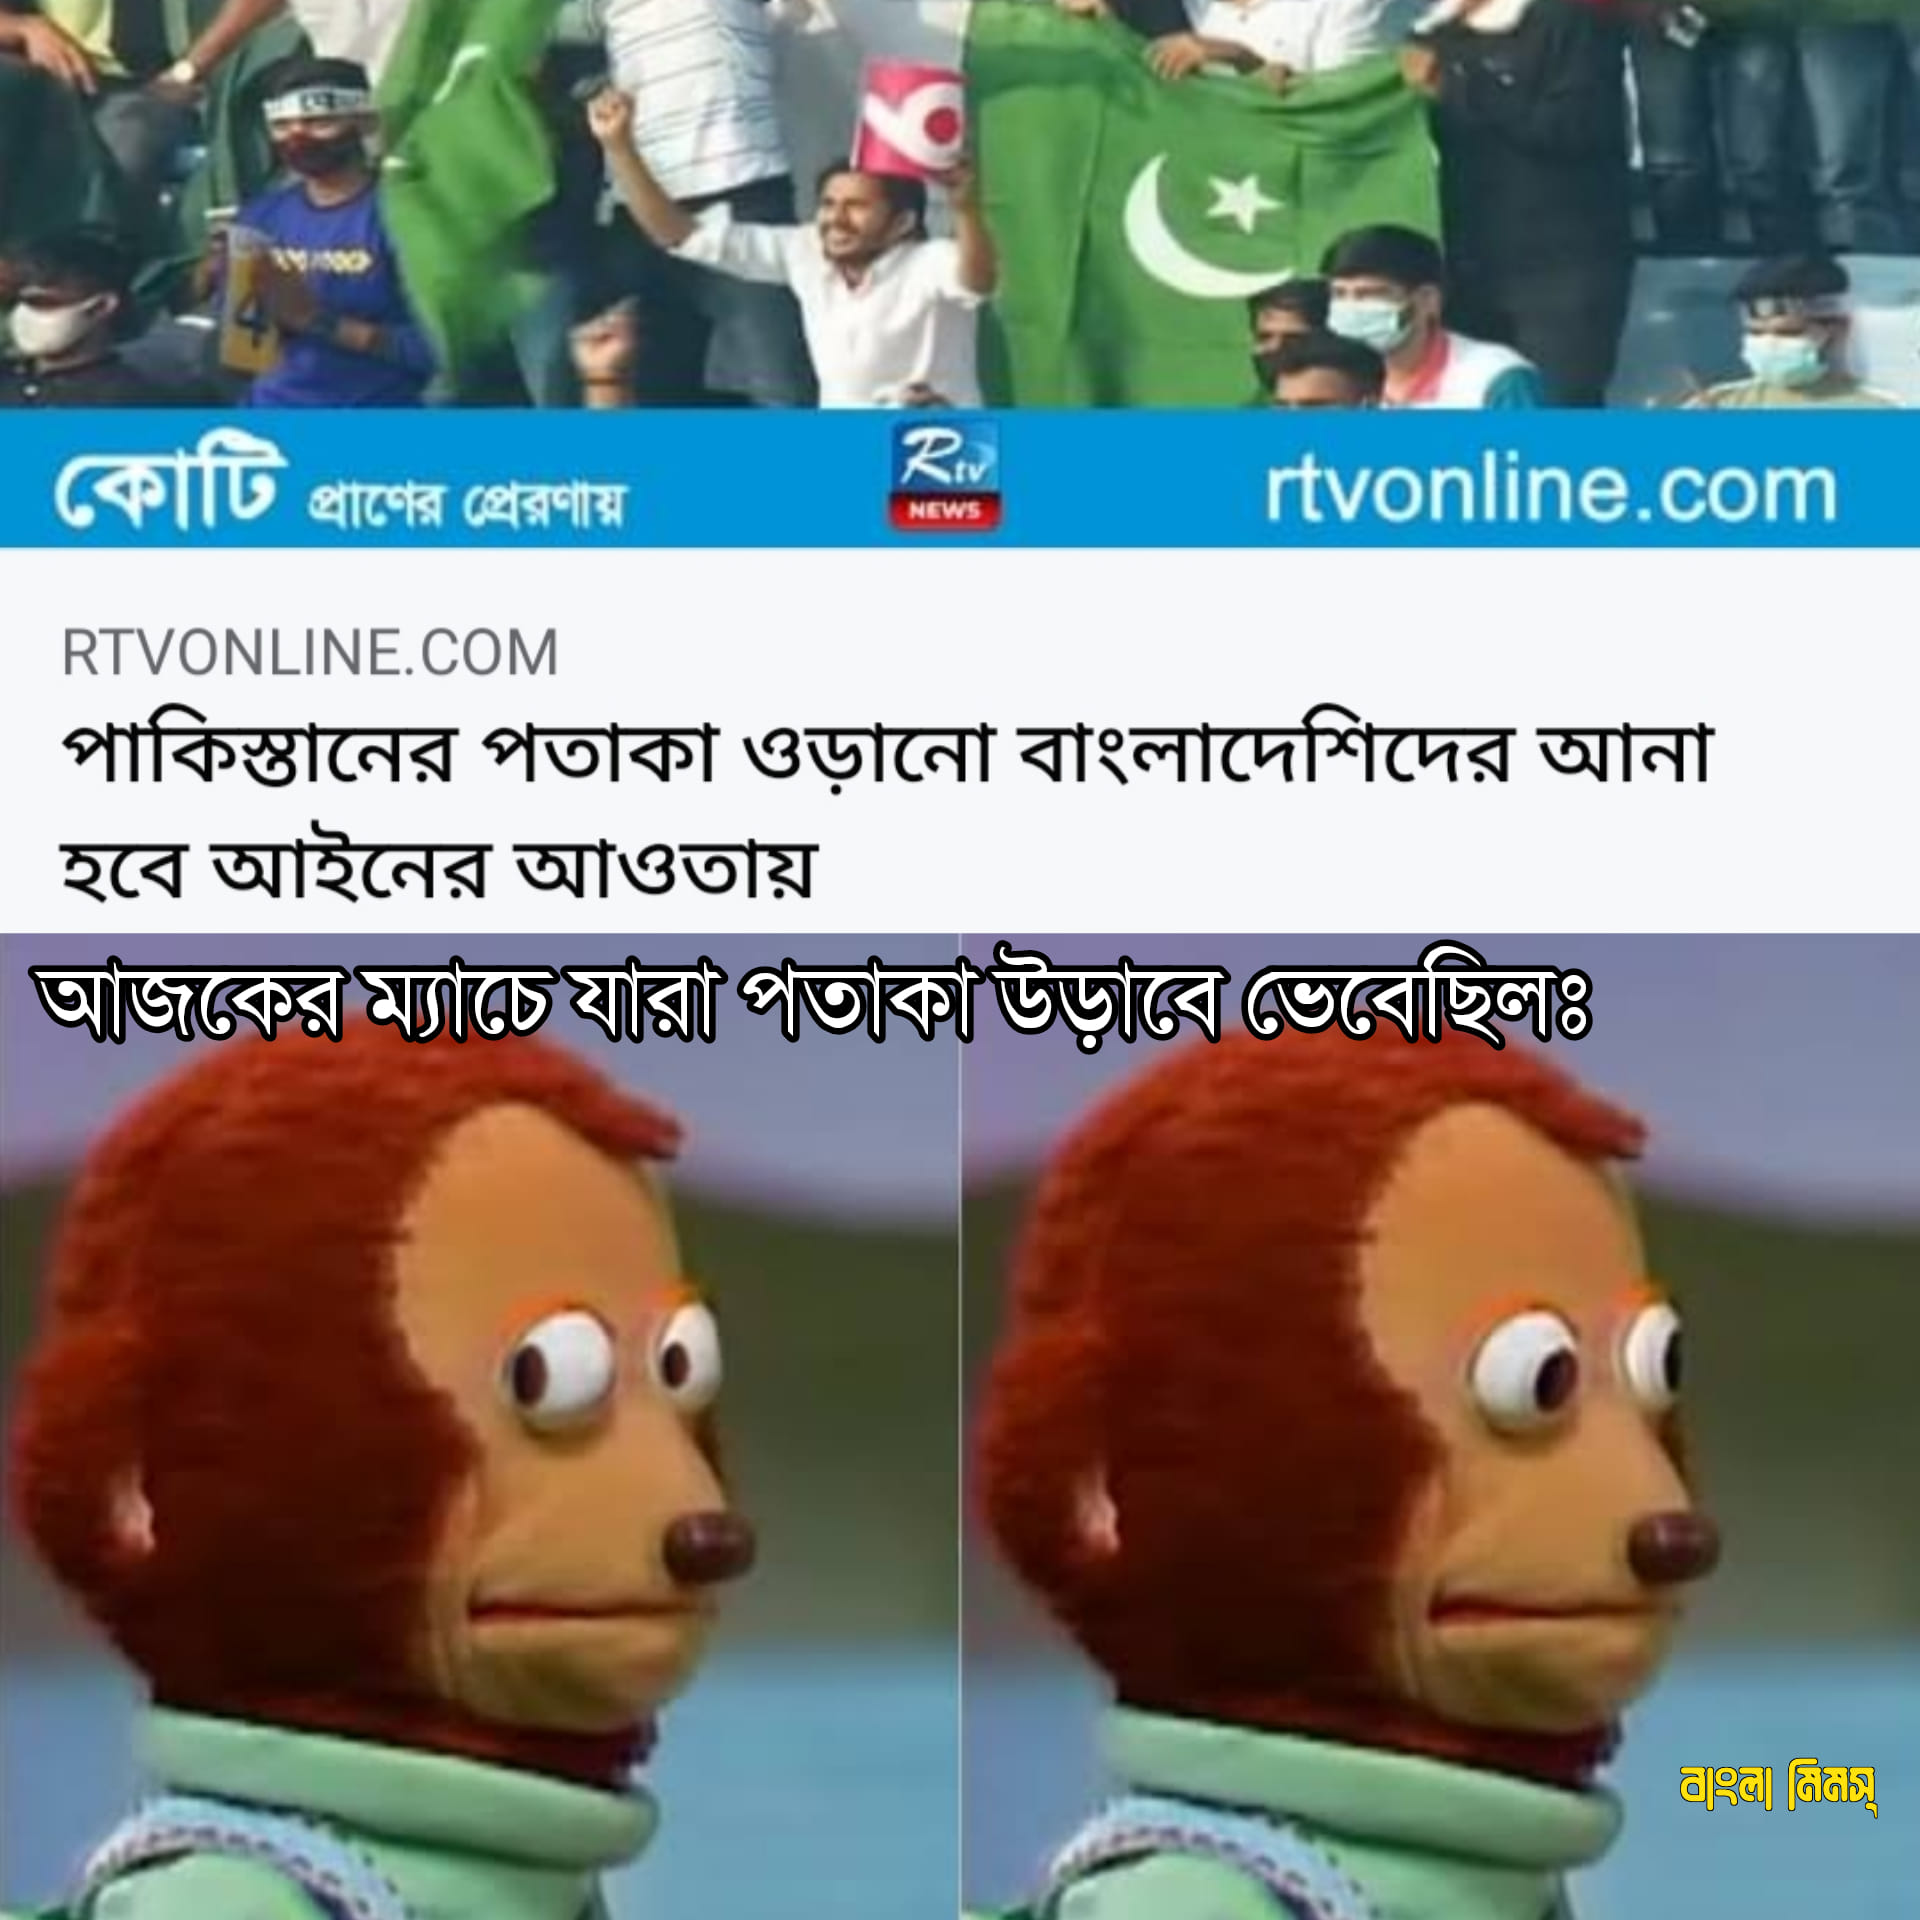 কোটি প্রাণের প্রেরণায়
Rtv
NEWS
rtvonline.com
RTVONLINE.COM
পাকিস্তানের পতাকা ওড়ানো বাংলাদেশিদের আনা
হবে আইনের আওতায়
আজকের ম্যাচে যারা পতাকা উড়াবে ভেবেছিলঃ
বাংলা মিমস্